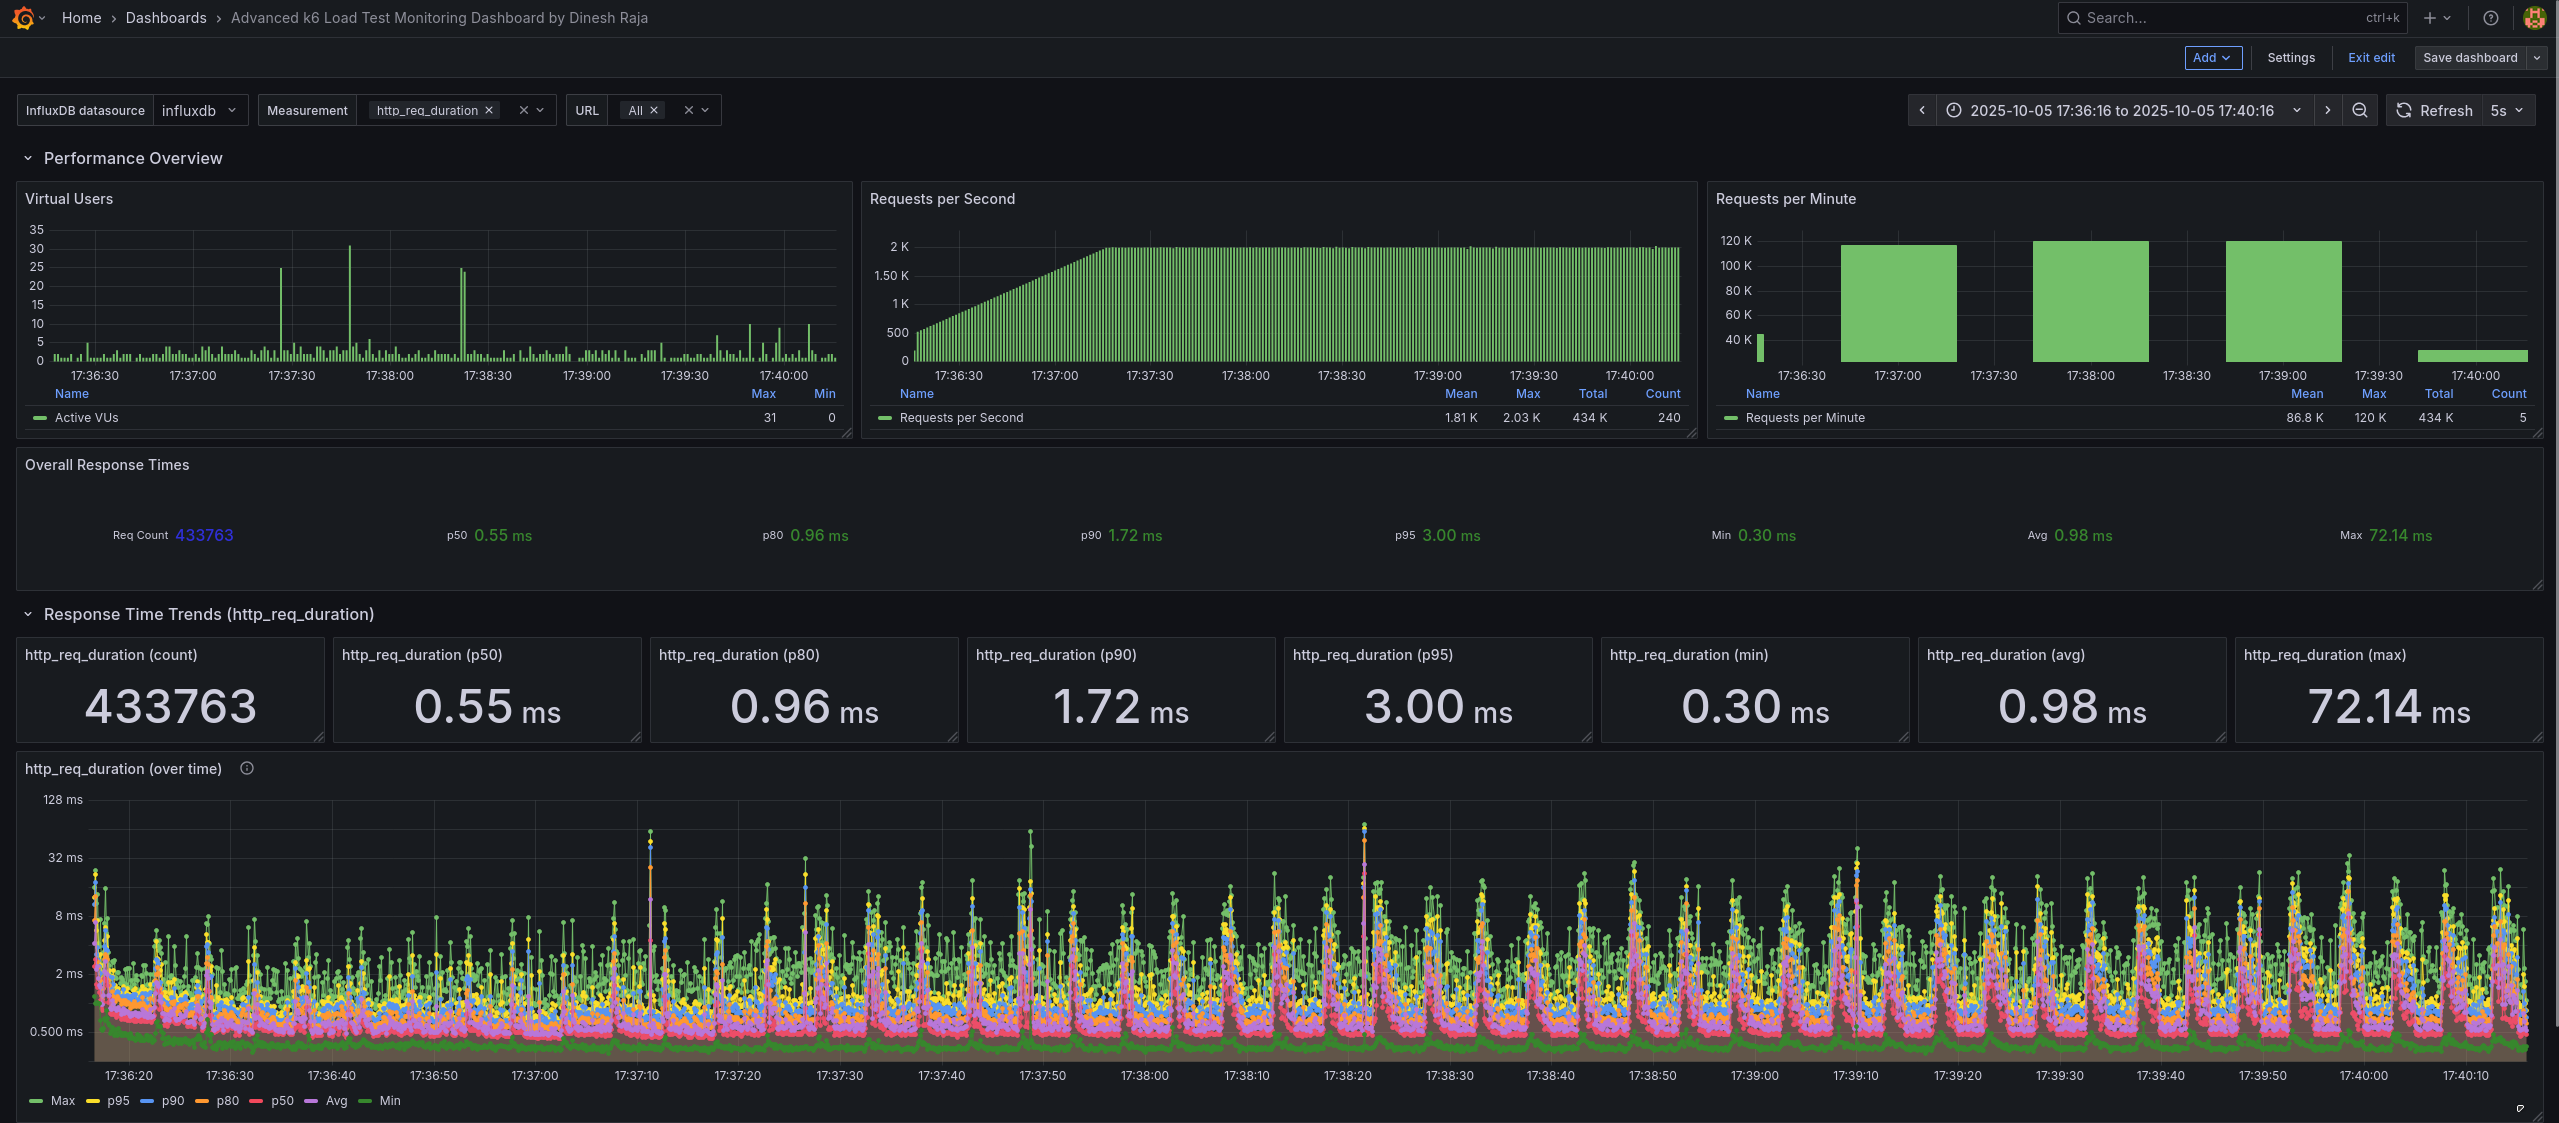 Home › Dashboards › Advanced k6 Load Test Monitoring Dashboard by Dinesh Raja
Search... ctrl+k
Add Settings Exit edit Save dashboard
InfluxDB datasource influxdb Measurement http_req_duration URL All 2025-10-05 17:36:16 to 2025-10-05 17:40:16 Refresh 5s
Performance Overview
Virtual Users
35
30
25
20
15
10
5
0
17:36:30 17:37:00 17:37:30 17:38:00 17:38:30 17:39:00 17:39:30 17:40:00
Name Max Min
Active VUs 31 0
Requests per Second
2 K
1.50 K
1 K
500
0
17:36:30 17:37:00 17:37:30 17:38:00 17:38:30 17:39:00 17:39:30 17:40:00
Name Mean Max Total Count
Requests per Second 1.81 K 2.03 K 434 K 240
Requests per Minute
120 K
100 K
80 K
60 K
40 K
17:36:30 17:37:00 17:37:30 17:38:00 17:38:30 17:39:00 17:39:30 17:40:00
Name Mean Max Total Count
Requests per Minute 86.8 K 120 K 434 K 5
Overall Response Times
Req Count 433763 p50 0.55 ms p80 0.96 ms p90 1.72 ms p95 3.00 ms Min 0.30 ms Avg 0.98 ms Max 72.14 ms
Response Time Trends (http_req_duration)
http_req_duration (count)
433763
http_req_duration (p50)
0.55 ms
http_req_duration (p80)
0.96 ms
http_req_duration (p90)
1.72 ms
http_req_duration (p95)
3.00 ms
http_req_duration (min)
0.30 ms
http_req_duration (avg)
0.98 ms
http_req_duration (max)
72.14 ms
http_req_duration (over time)
128 ms
32 ms
8 ms
2 ms
0.500 ms
17:36:20 17:36:30 17:36:40 17:36:50 17:37:00 17:37:10 17:37:20 17:37:30 17:37:40 17:37:50 17:38:00 17:38:10 17:38:20 17:38:30 17:38:40 17:38:50 17:39:00 17:39:10 17:39:20 17:39:30 17:39:40 17:39:50 17:40:00 17:40:10
Max p95 p90 p80 p50 Avg Min